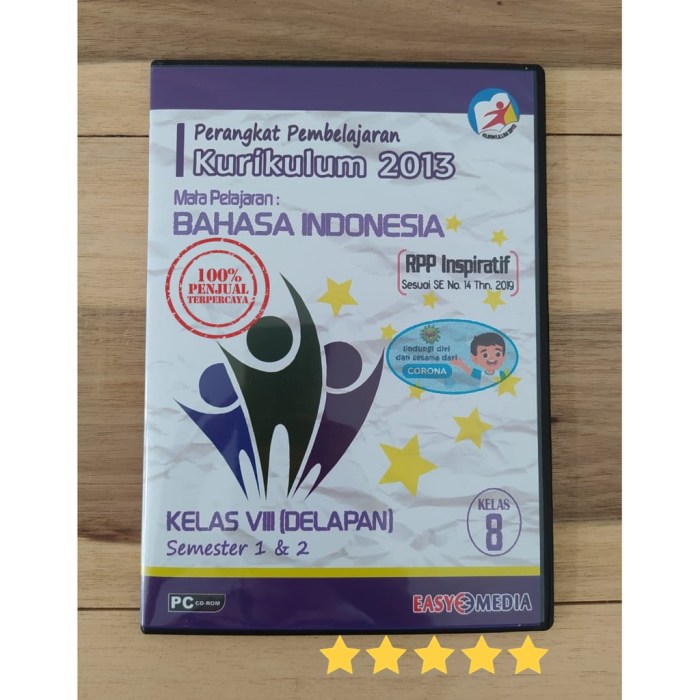 Perangkat Pembelajaran
Kurikulum 2013
Mata Pelajaran :
BAHASA INDONESIA
RPP Inspiratif
Sesuai SE No. 14 Thn. 2019
100%
PENJUAL
TERPERCAYA
lindungi diri
dan sesama dari
CORONA
KELAS VIII (DELAPAN)
Semester 1 & 2
KELAS
8
PC CD-ROM
EASY MEDIA